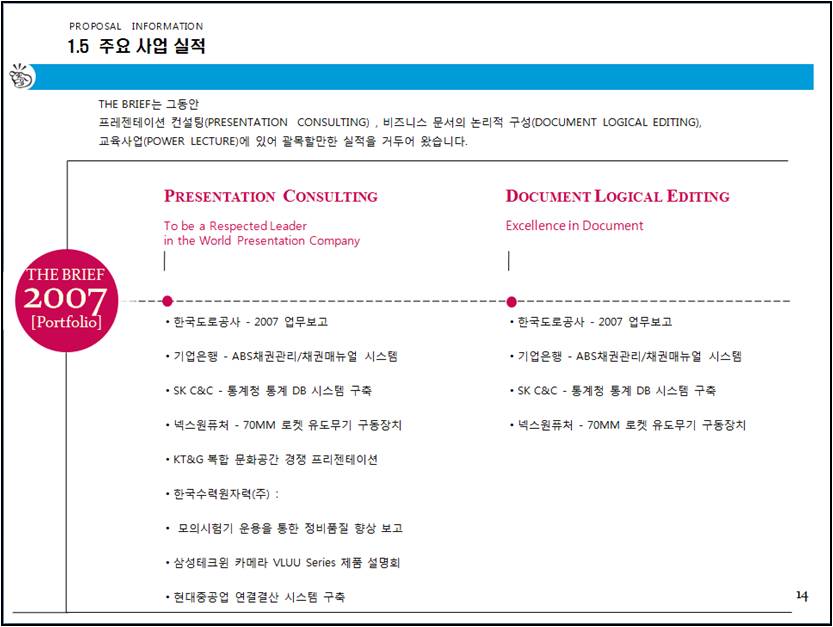 PROPOSAL INFORMATION
1.5 주요 사업 실적
THE BRIEF는 그동안
프레젠테이션 컨설팅(PRESENTATION CONSULTING) , 비즈니스 문서의 논리적 구성(DOCUMENT LOGICAL EDITING),
교육사업(POWER LECTURE)에 있어 괄목할만한 실적을 거두어 왔습니다.
THE BRIEF
2007
[Portfolio]
PRESENTATION CONSULTING
To be a Respected Leader
in the World Presentation Company
• 한국도로공사 - 2007 업무보고
• 기업은행 - ABS채권관리/채권매뉴얼 시스템
• SK C&C - 통계청 통계 DB 시스템 구축
• 넥스원퓨처 - 70MM 로켓 유도무기 구동장치
• KT&G 복합 문화공간 경쟁 프리젠테이션
• 한국수력원자력(주) :
• 모의시험기 운용을 통한 정비품질 향상 보고
• 삼성테크윈 카메라 VLUU Series 제품 설명회
• 현대중공업 연결결산 시스템 구축
DOCUMENT LOGICAL EDITING
Excellence in Document
• 한국도로공사 - 2007 업무보고
• 기업은행 - ABS채권관리/채권매뉴얼 시스템
• SK C&C - 통계청 통계 DB 시스템 구축
• 넥스원퓨처 - 70MM 로켓 유도무기 구동장치
14